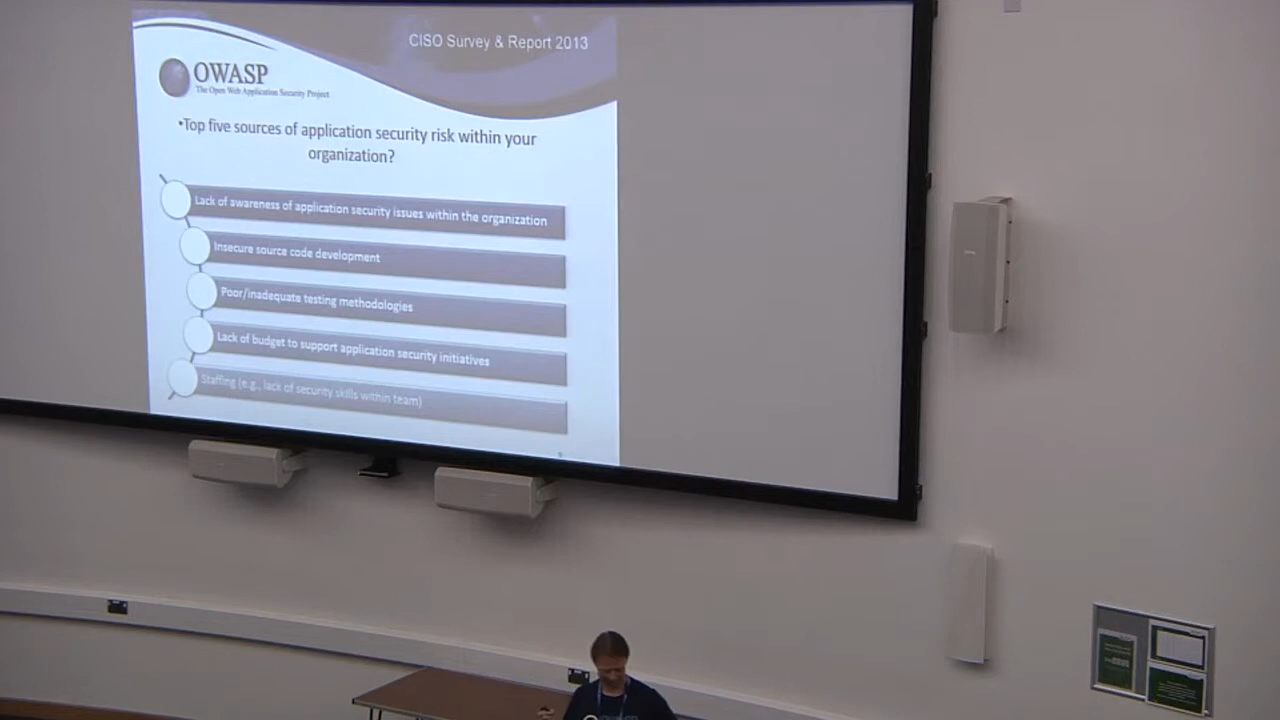 CISO Survey & Report 2013
OWASP
The Open Web Application Security Project
•Top five sources of application security risk within your
organization?
Lack of awareness of application security issues within the organization
Insecure source code development
Poor/inadequate testing methodologies
Lack of budget to support application security initiatives
Staffing (e.g., lack of security skills within team)
9